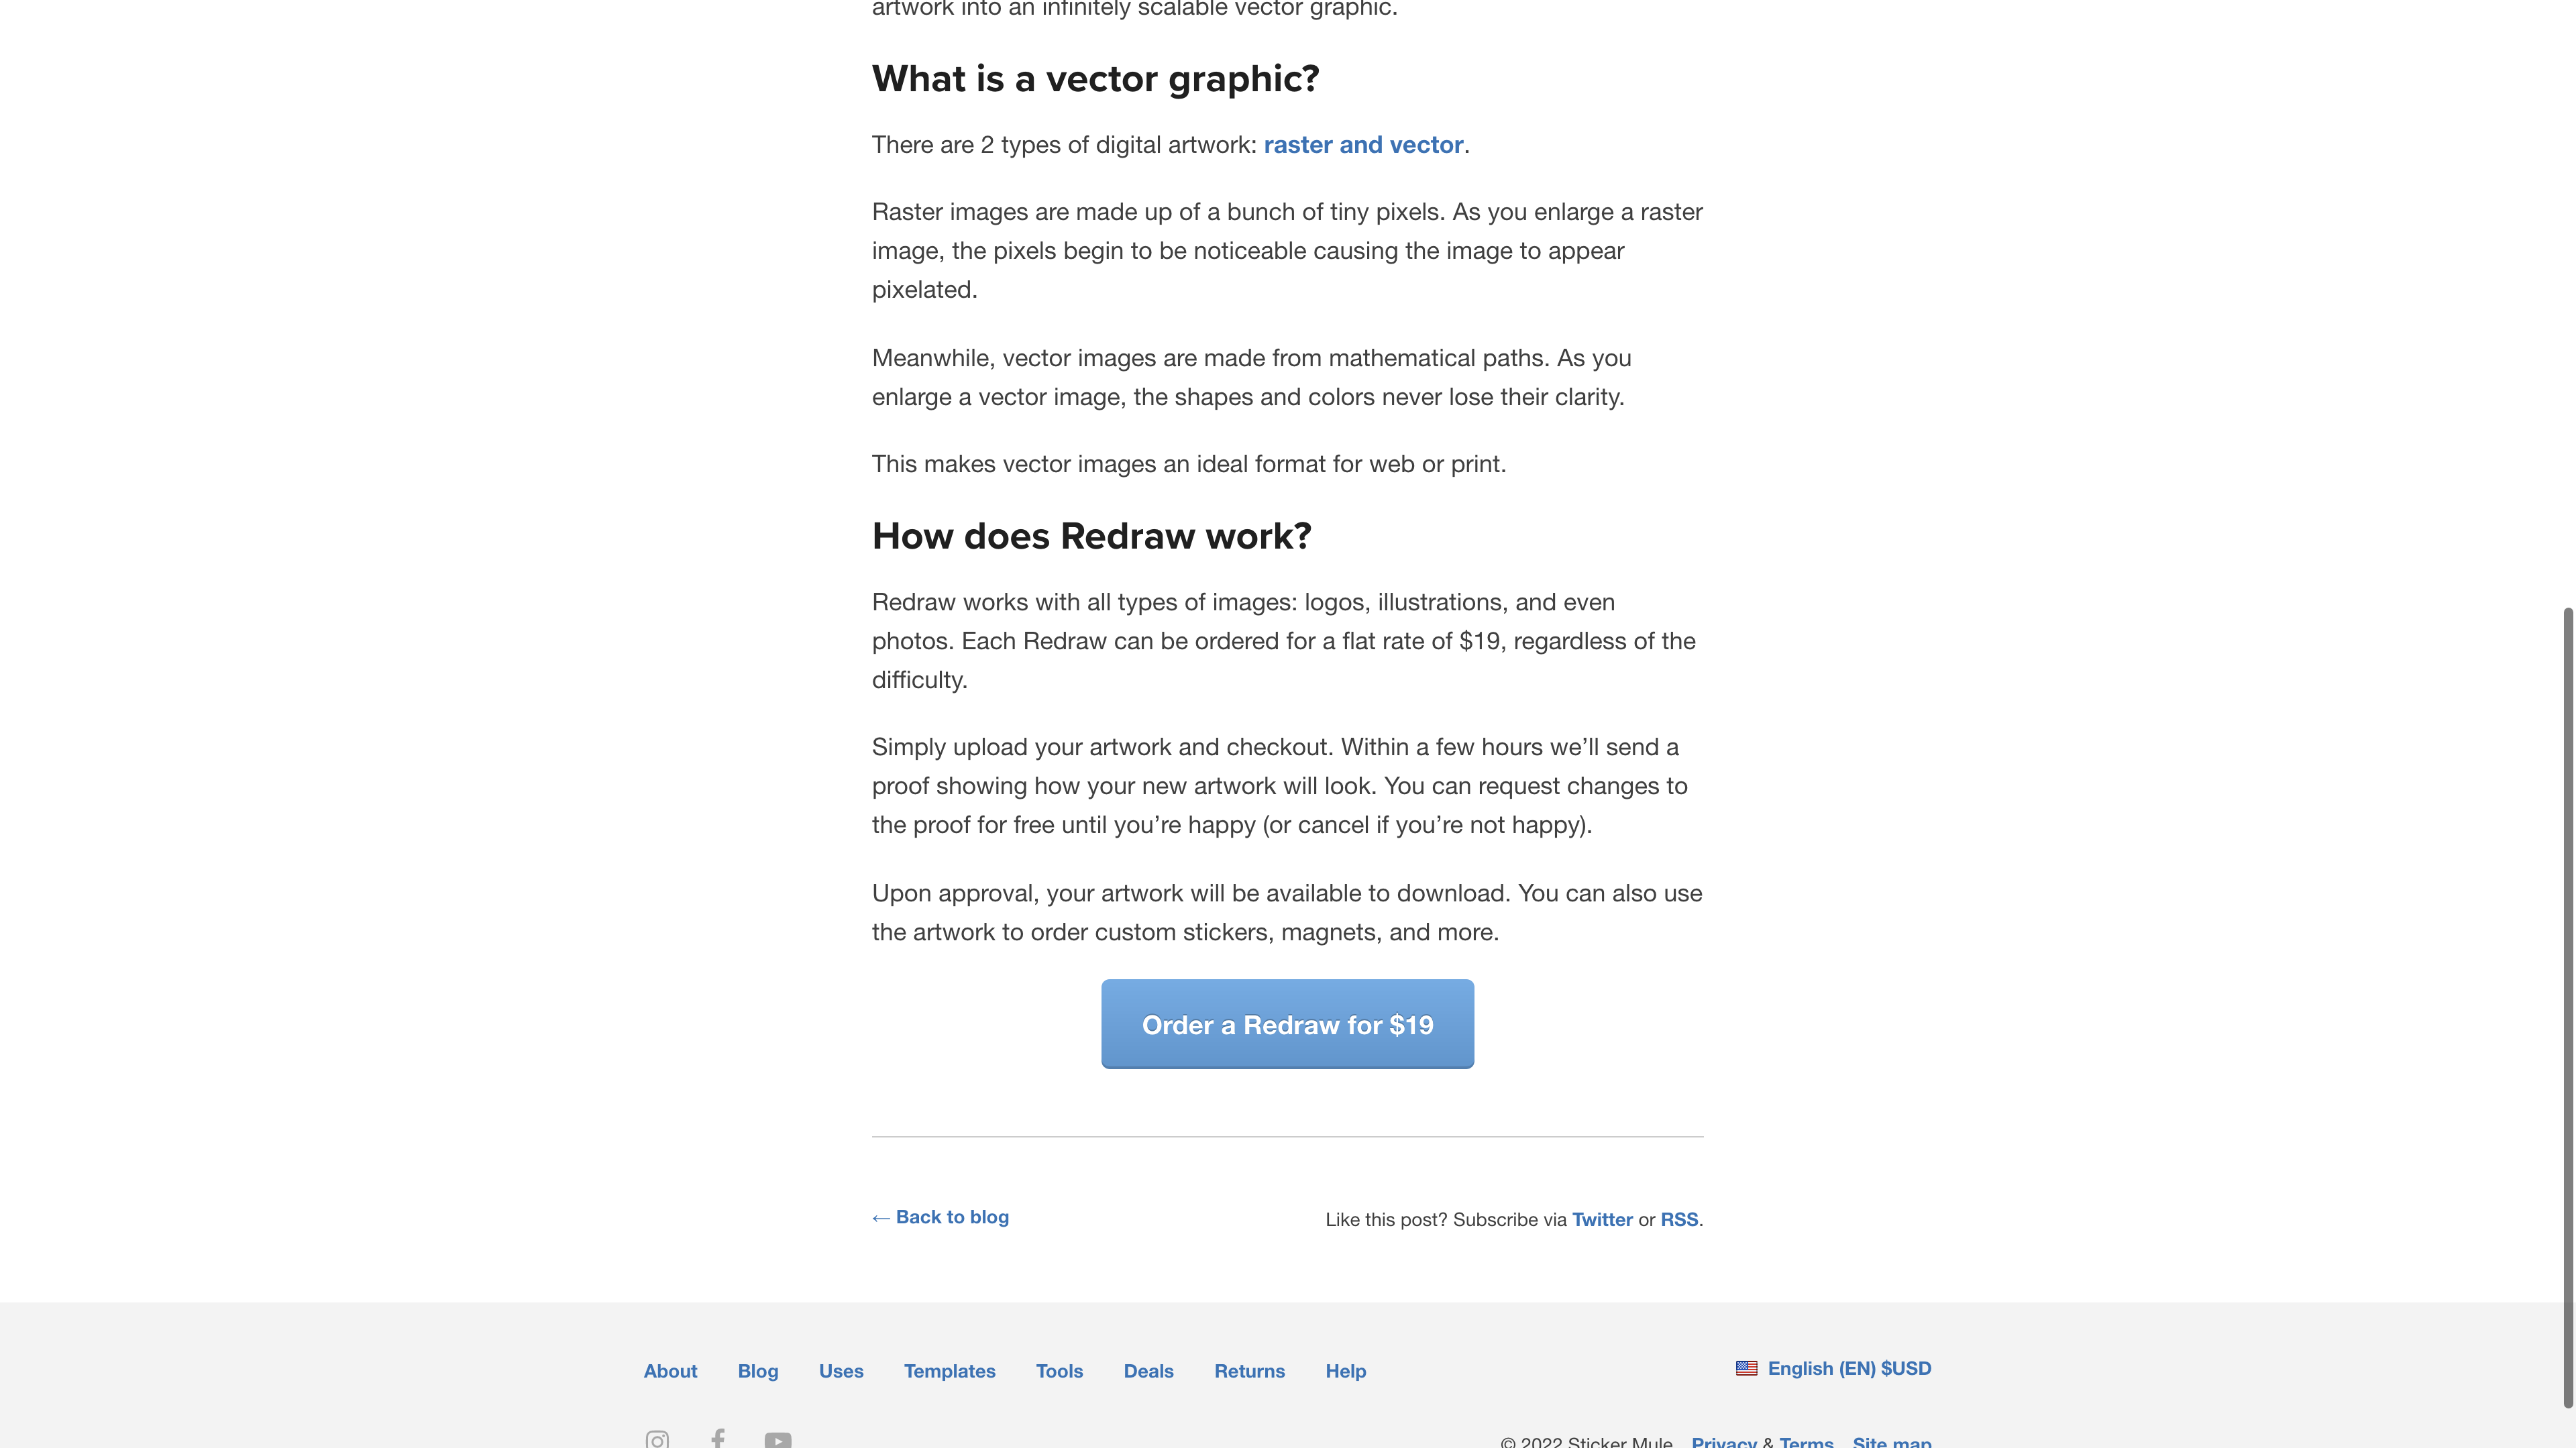 artwork into an infinitely scalable vector graphic.
What is a vector graphic?
There are 2 types of digital artwork: raster and vector.
Raster images are made up of a bunch of tiny pixels. As you enlarge a raster
image, the pixels begin to be noticeable causing the image to appear
pixelated.
Meanwhile, vector images are made from mathematical paths. As you
enlarge a vector image, the shapes and colors never lose their clarity.
This makes vector images an ideal format for web or print.
How does Redraw work?
Redraw works with all types of images: logos, illustrations, and even
photos. Each Redraw can be ordered for a flat rate of $19, regardless of the
difficulty.
Simply upload your artwork and checkout. Within a few hours we’ll send a
proof showing how your new artwork will look. You can request changes to
the proof for free until you’re happy (or cancel if you’re not happy).
Upon approval, your artwork will be available to download. You can also use
the artwork to order custom stickers, magnets, and more.
Order a Redraw for $19
← Back to blog
Like this post? Subscribe via Twitter or RSS.
About Blog Uses Templates Tools Deals Returns Help
English (EN) $USD
© 2022 Sticker Mule Privacy & Terms Site map